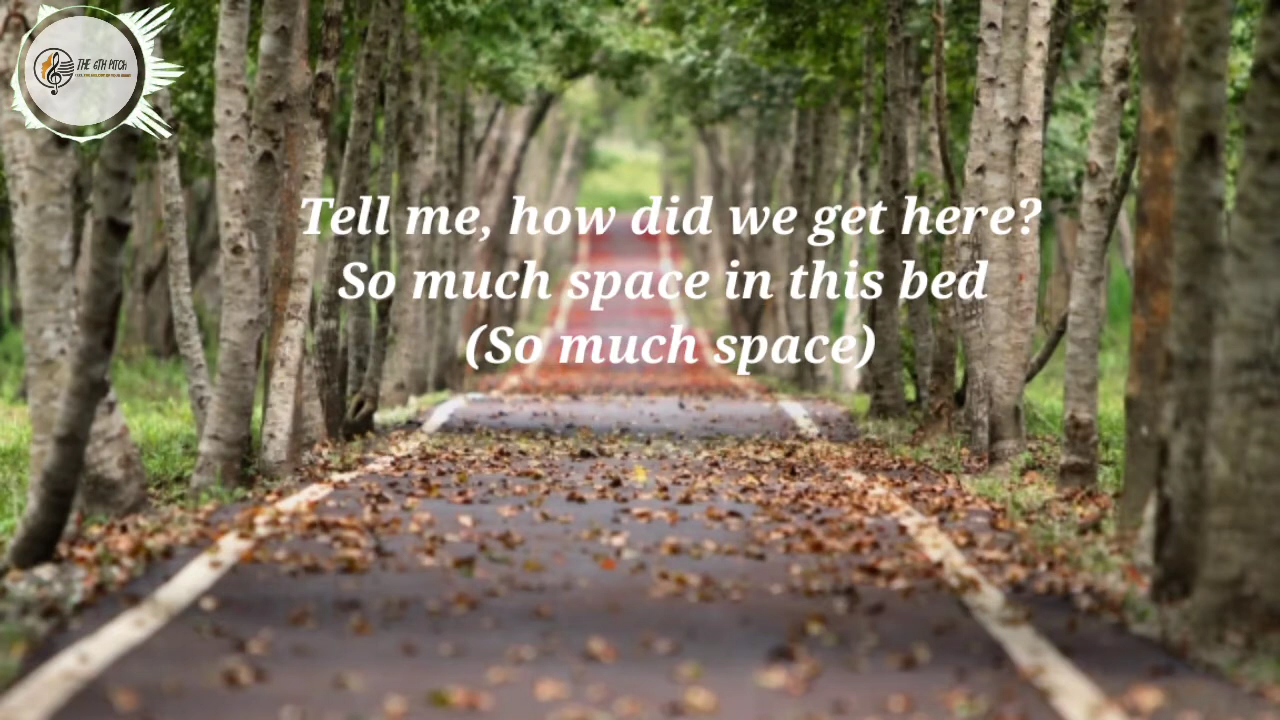 THE 6TH PITCH
Tell me, how did we get here?
So much space in this bed
(So much space)